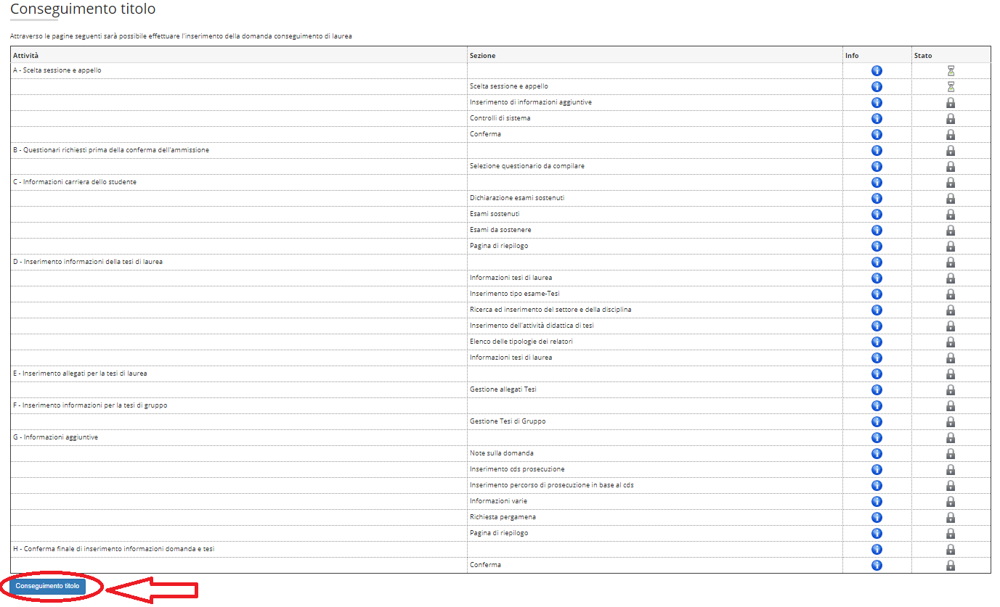 Conseguimento titolo
Attraverso le pagine seguenti sarà possibile effettuare l'inserimento della domanda conseguimento di laurea
Attività Sezione Info Stato
A - Scelta sessione e appello
Scelta sessione e appello
Inserimento di informazioni aggiuntive
Controlli di sistema
Conferma
B - Questionari richiesti prima della conferma dell'ammissione
Selezione questionario da compilare
C - Informazioni carriera dello studente
Dichiarazione esami sostenuti
Esami sostenuti
Esami da sostenere
Pagina di riepilogo
D - Inserimento informazioni della tesi di laurea
Informazioni tesi di laurea
Inserimento tipo esame-Tesi
Ricerca ed inserimento del settore e della disciplina
Inserimento dell'attività didattica di tesi
Elenco delle tipologie dei relatori
Informazioni tesi di laurea
E - Inserimento allegati per la tesi di laurea
Gestione allegati Tesi
F - Inserimento informazioni per la tesi di gruppo
Gestione Tesi di Gruppo
G - Informazioni aggiuntive
Note sulla domanda
Inserimento cds prosecuzione
Inserimento percorso di prosecuzione in base al cds
Informazioni varie
Richiesta pergamena
Pagina di riepilogo
H - Conferma finale di inserimento informazioni domanda e tesi
Conferma
Conseguimento titolo